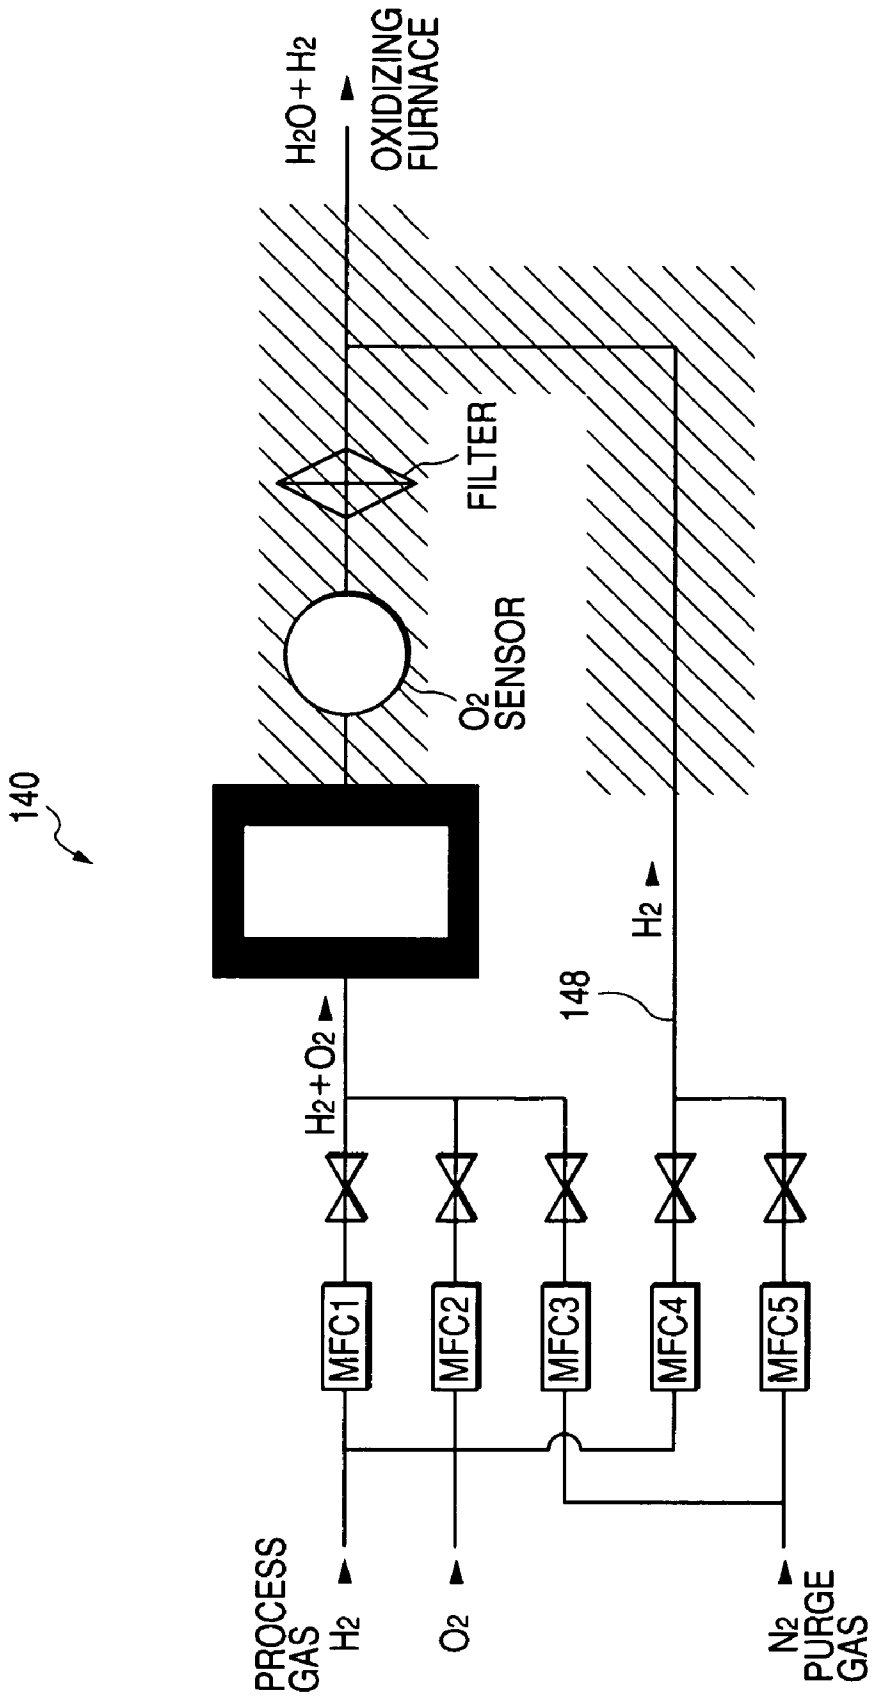 140
PROCESS
GAS
H2
O2
N2
PURGE
GAS
MFC1
MFC2
MFC3
MFC4
MFC5
H2+O2
148
H2
O2
SENSOR
FILTER
H2O+H2
OXIDIZING
FURNACE